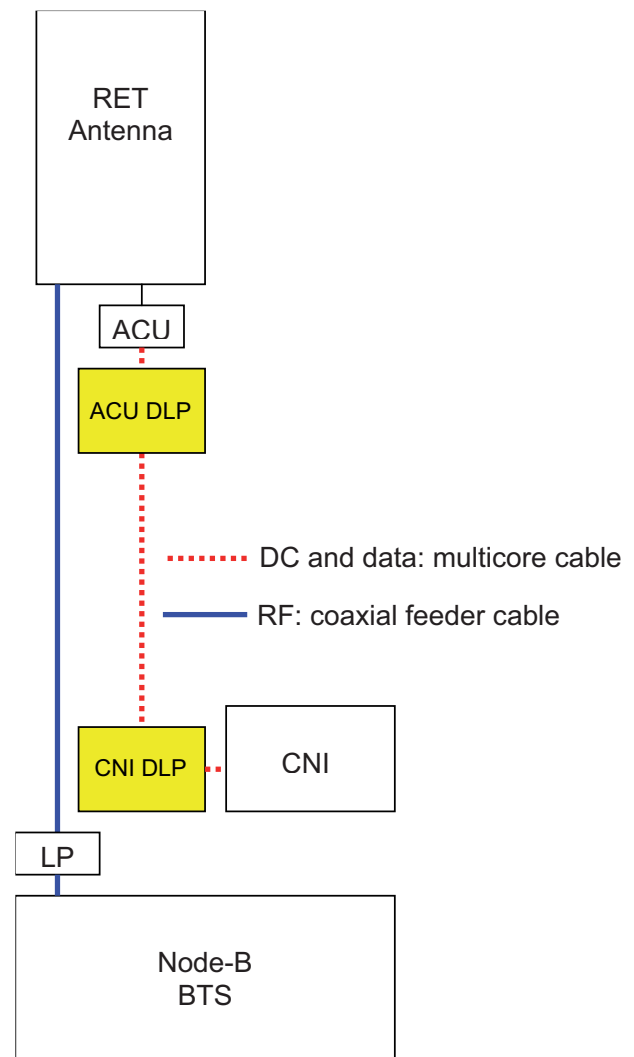 RET
Antenna
ACU
ACU DLP
DC and data: multicore cable
RF: coaxial feeder cable
CNI DLP
CNI
LP
Node-B
BTS